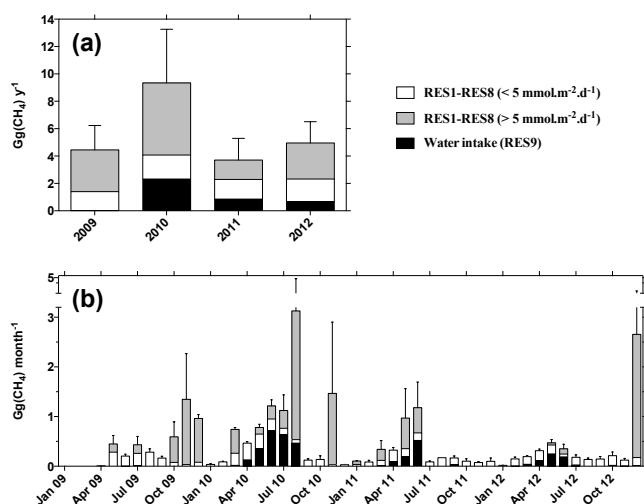 14
12
10
8
6
4
2
0
Gg(CH₄) y⁻¹
(a)
2009
2010
2011
2012
RES1-RES8 (< 5 mmol.m⁻².d⁻¹)
RES1-RES8 (> 5 mmol.m⁻².d⁻¹)
Water intake (RES9)
5
4
3
2
1
0
Gg(CH₄) month⁻¹
(b)
Jan 09
Apr 09
Jul 09
Oct 09
Jan 10
Apr 10
Jul 10
Oct 10
Jan 11
Apr 11
Jul 11
Oct 11
Jan 12
Apr 12
Jul 12
Oct 12